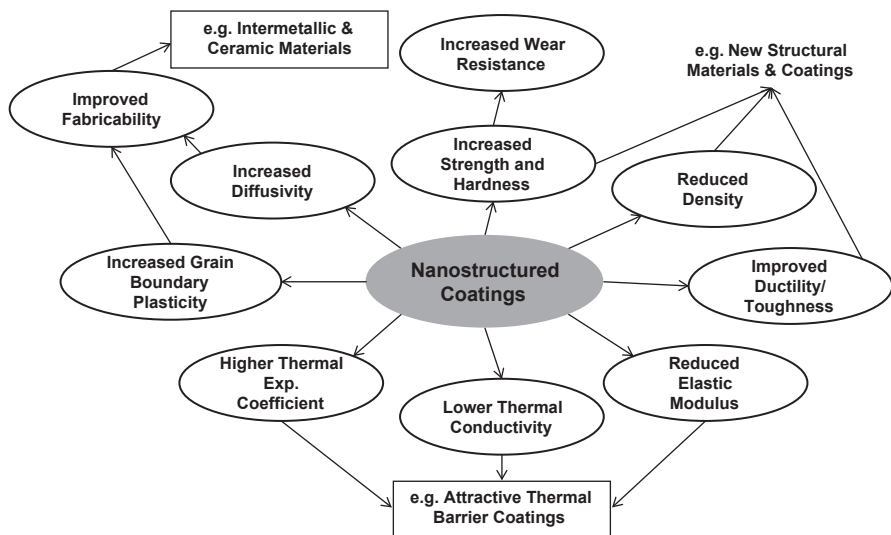 e.g. Intermetallic &
Ceramic Materials
Increased Wear
Resistance
e.g. New Structural
Materials & Coatings
Improved
Fabricability
Increased
Strength and
Hardness
Increased
Diffusivity
Reduced
Density
Increased Grain
Boundary
Plasticity
Nanostructured
Coatings
Improved
Ductility/
Toughness
Higher Thermal
Exp.
Coefficient
Lower Thermal
Conductivity
Reduced
Elastic
Modulus
e.g. Attractive Thermal
Barrier Coatings